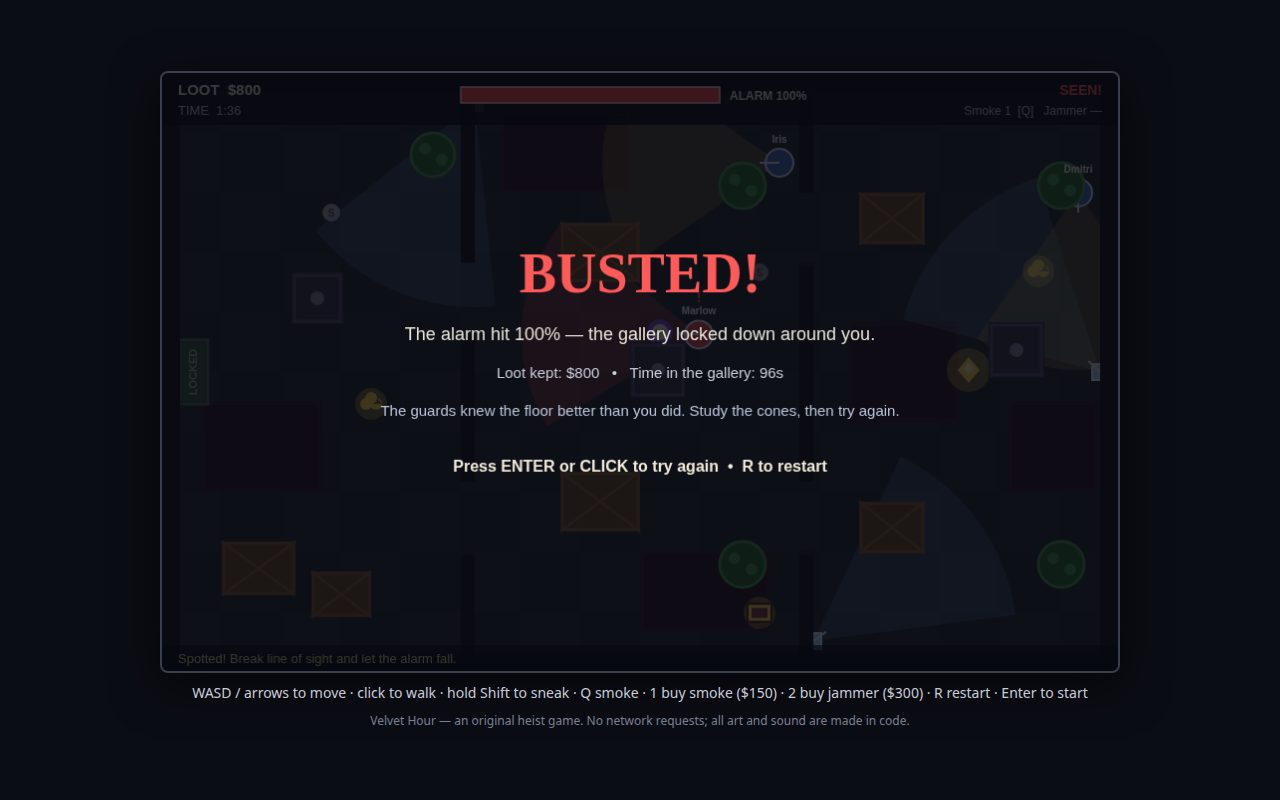 LOOT $800
ALARM 100%
SEEN!
TIME 1:36
Smoke 1 [Q] Jammer —
Iris
Dmitri
S
BUSTED!
Marlow
The alarm hit 100% — the gallery locked down around you.
LOCKED
Loot kept: $800 • Time in the gallery: 96s
The guards knew the floor better than you did. Study the cones, then try again.
Press ENTER or CLICK to try again • R to restart
Spotted! Break line of sight and let the alarm fall.
WASD / arrows to move · click to walk · hold Shift to sneak · Q smoke · 1 buy smoke ($150) · 2 buy jammer ($300) · R restart · Enter to start
Velvet Hour — an original heist game. No network requests; all art and sound are made in code.